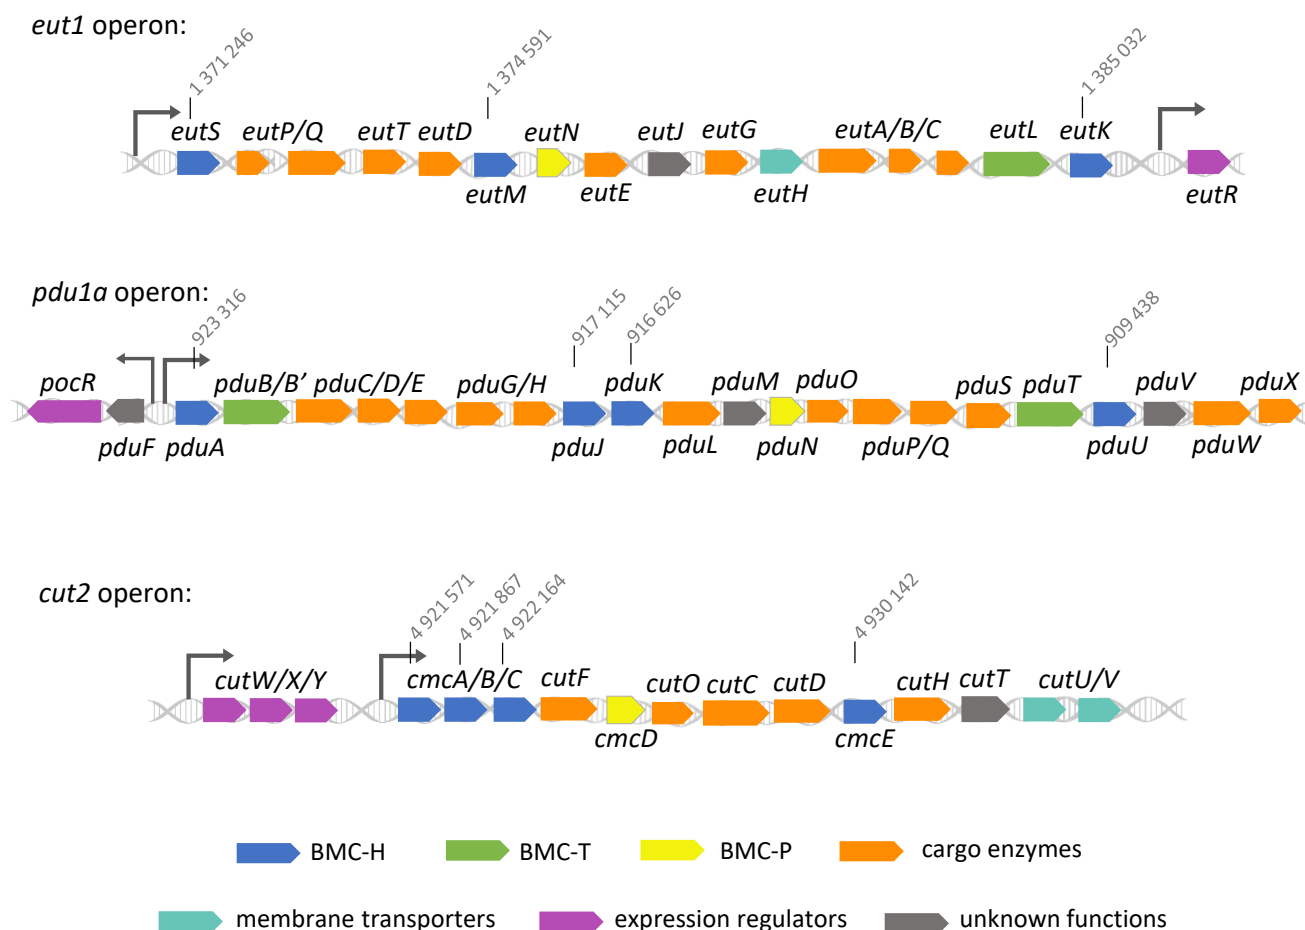 eut1 operon:
1 371 246
1 374 591
1 385 032
eutS eutP/Q eutT eutD eutN eutJ eutG eutA/B/C eutL eutK
eutM eutE eutH eutR
pdu1a operon:
923 316
917 115
916 626
909 438
pocR pduB/B’ pduC/D/E pduG/H pduK pduM pduO pduS pduT pduV pduX
pduF pduA pduJ pduL pduN pduP/Q pduU pduW
cut2 operon:
4 921 571
4 921 867
4 922 164
4 930 142
cutW/X/Y cmcA/B/C cutF cutO cutC cutD cutH cutT cutU/V
cmcD cmcE
BMC-H BMC-T BMC-P cargo enzymes
membrane transporters expression regulators unknown functions